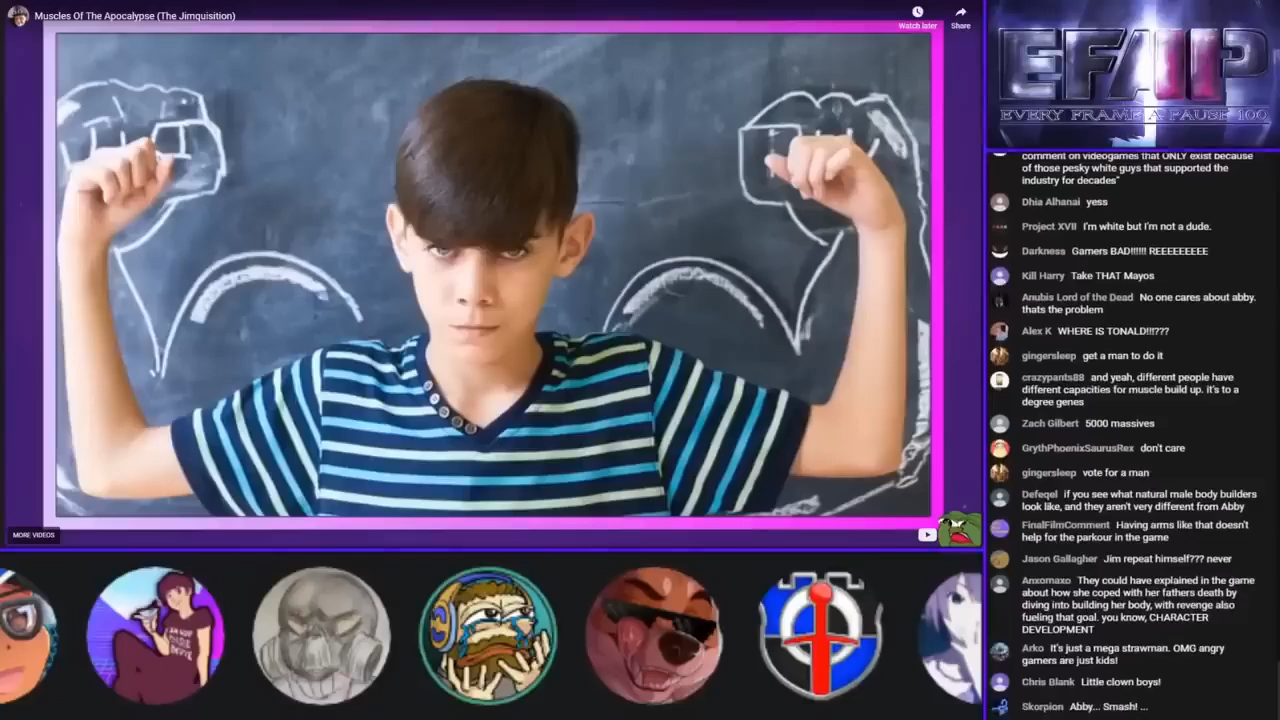 Muscles Of The Apocalypse (The Jimquisition)
Watch later
Share
MORE VIDEOS
EFAP
EVERY FRAME A PAUSE 100
comment on videogames that ONLY exist because
of those pesky white guys that supported the
industry for decades"
Dhia Alhanai yess
Project XVII I'm white but I'm not a dude.
Darkness Gamers BAD!!!!!! REEEEEEEEE
Kill Harry Take THAT Mayos
Anubis Lord of the Dead No one cares about abby.
thats the problem
Alex K WHERE IS TONALD!!!???
gingersleep get a man to do it
crazypants88 and yeah, different people have
different capacities for muscle build up. it's to a
degree genes
Zach Gilbert 5000 massives
GrythPhoenixSaurusRex don't care
gingersleep vote for a man
Defeqel if you see what natural male body builders
look like, and they aren't very different from Abby
FinalFilmComment Having arms like that doesn't
help for the parkour in the game
Jason Gallagher Jim repeat himself??? never
Anxomaxo They could have explained in the game
about how she coped with her fathers death by
diving into building her body, with revenge also
fueling that goal. you know, CHARACTER
DEVELOPMENT
Arko It's just a mega strawman. OMG angry
gamers are just kids!
Chris Blank Little clown boys!
Skorpion Abby... Smash! ...